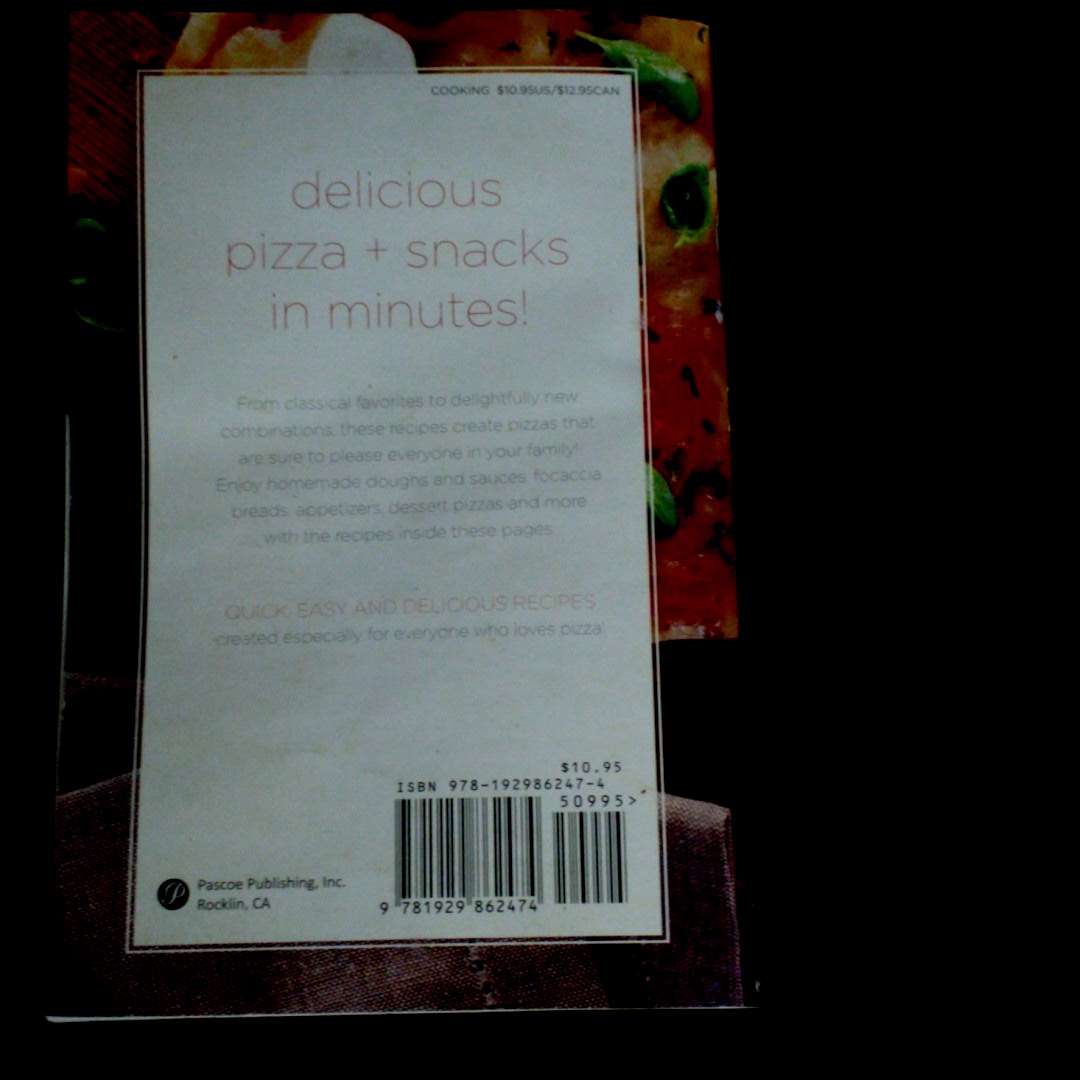 COOKING $10.95US/$12.95CAN
delicious
pizza + snacks
in minutes!
From classical favorites to delightfully new
combinations, these recipes create pizzas that
are sure to please everyone in your family!
Enjoy homemade doughs and sauces, focaccia
breads, appetizers, dessert pizzas and more
with the recipes inside these pages.
QUICK, EASY AND DELICIOUS RECIPES
created especially for everyone who loves pizza!
$10.95
ISBN 978-192986247-4
50995>
9 781929 862474
Pascoe Publishing, Inc.
Rocklin, CA